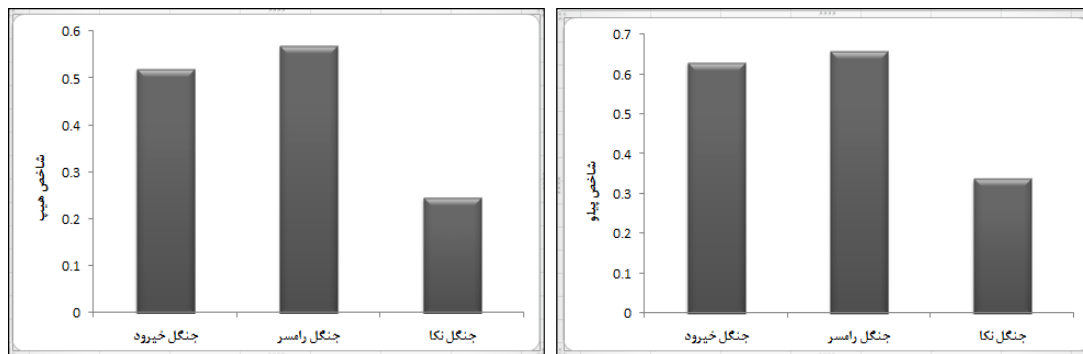 0.6
0.5
0.4
0.3
0.2
0.1
0
شاخص هیپ
جنگل خیرود
جنگل رامسر
جنگل نکا
0.7
0.6
0.5
0.4
0.3
0.2
0.1
0
شاخص پیلو
جنگل خیرود
جنگل رامسر
جنگل نکا